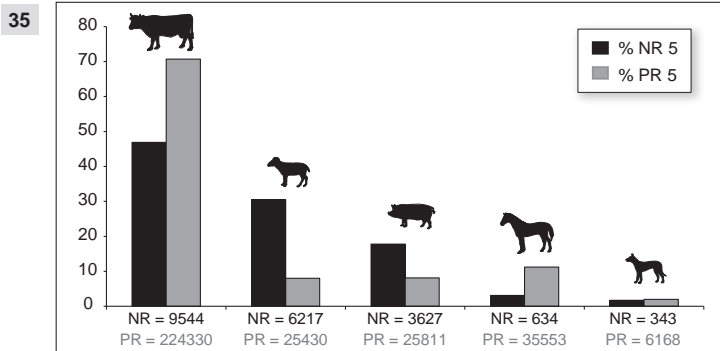 35
80
70
60
50
40
30
20
10
0
% NR 5
% PR 5
NR = 9544 NR = 6217 NR = 3627 NR = 634 NR = 343
PR = 224330 PR = 25430 PR = 25811 PR = 35553 PR = 6168